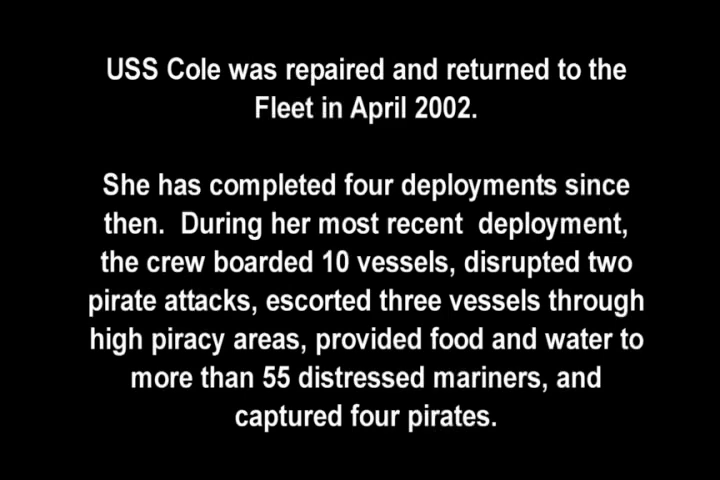 USS Cole was repaired and returned to the
Fleet in April 2002.
She has completed four deployments since
then.  During her most recent  deployment,
the crew boarded 10 vessels, disrupted two
pirate attacks, escorted three vessels through
high piracy areas, provided food and water to
more than 55 distressed mariners, and
captured four pirates.